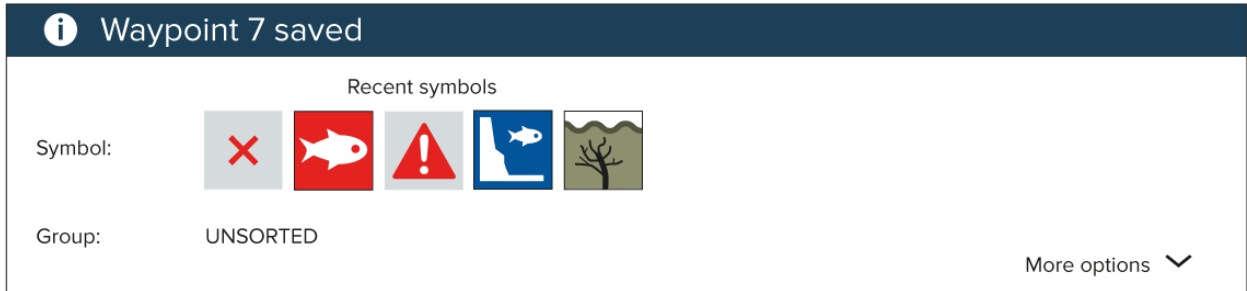 Waypoint 7 saved
Recent symbols
Symbol:
Group: UNSORTED
More options